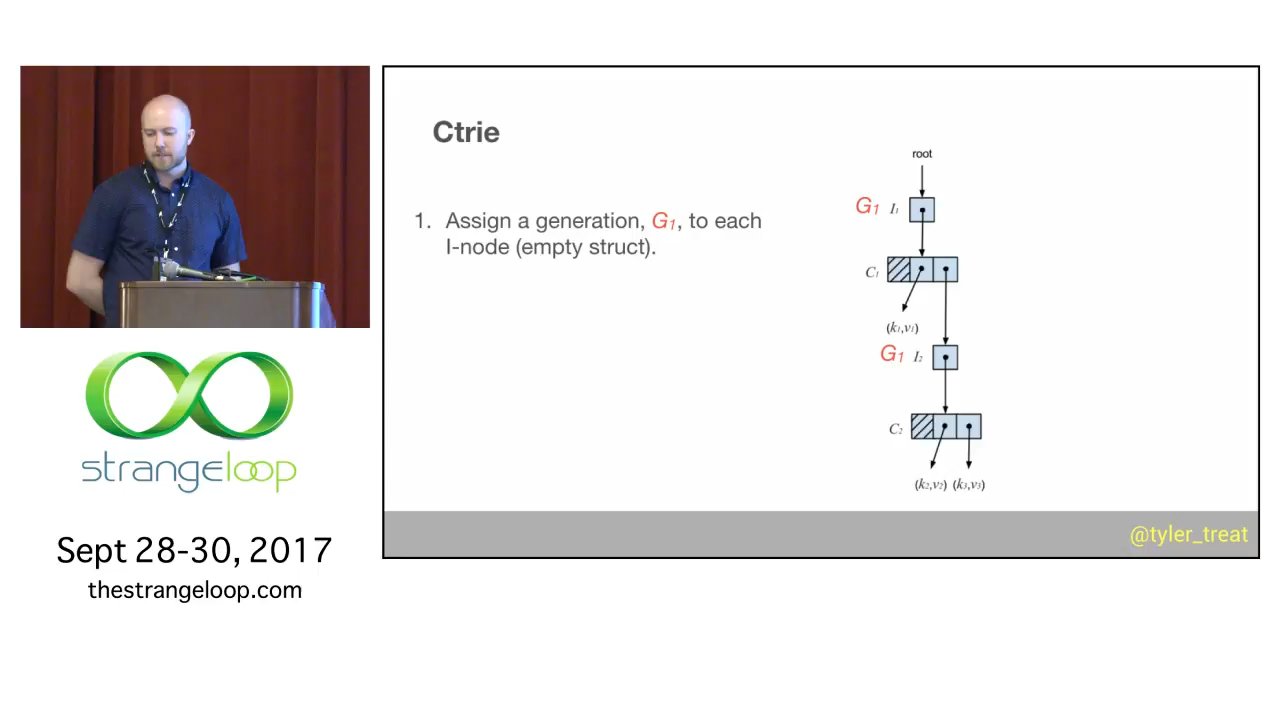 Ctrie
1. Assign a generation, G1, to each
I-node (empty struct).
root
G1 I1
C1
(k1,v1)
G1 I2
C2
(k2,v2) (k3,v3)
@tyler_treat
strangeloop
Sept 28-30, 2017
thestrangeloop.com